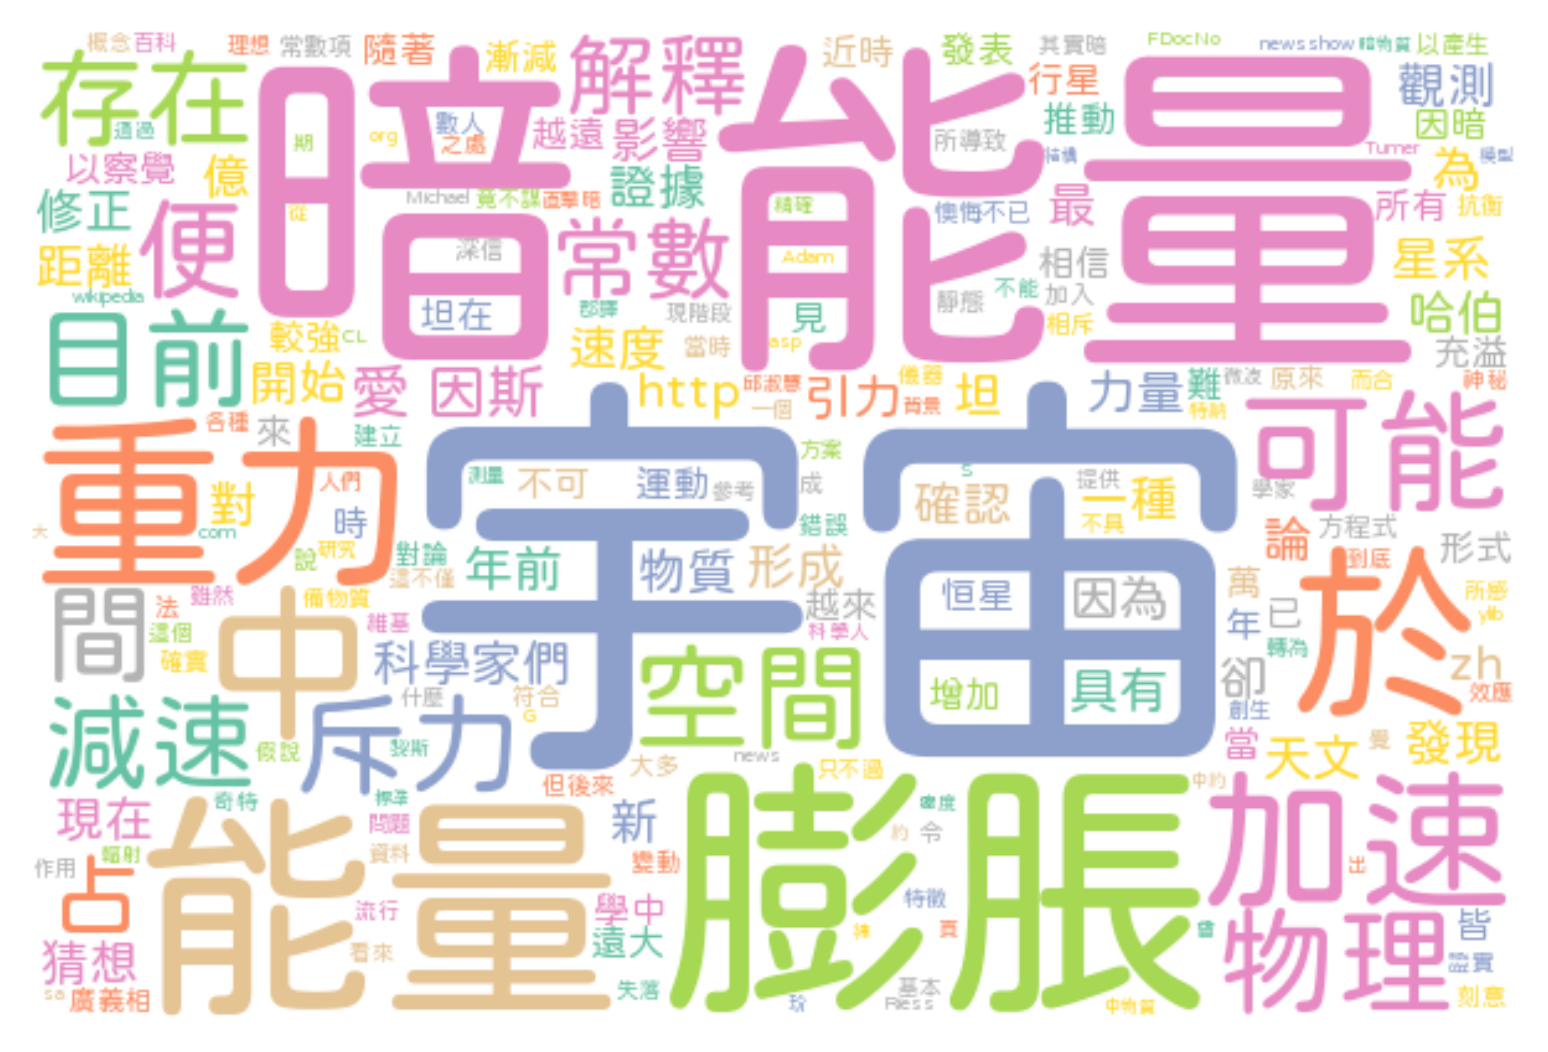 概念 百科 理想 常數項 隨著 漸減 解釋 近時 發表 其實暗 FDocNo news show 暗物質 以產生
存在 暗能量 行星 觀測
通過 期 org 數人 之處 越遠 影響 所導致 推動 因暗
以察覺 億 證據 結構 Turner 為 模型
修正 便 從 Michael 竟不謀 直擊暗 精確 懊悔不已 最 所有 抗衡
距離 深信 常數 Adam 相信 星系
wikipedia 坦在 現階段 見 靜態 不能 加入 哈伯
目前 較強 CL 速度 當時 asp 相斥 充溢
開始 愛 因斯 http 邱淑慧 一個 引力 儀器 背景 坦 力量 難 微波 原來 而合 神秘
特納 可能
重力 各種 來 建立 宇宙 方案
對 人們 測量 不可 運動 參考 成 確認 s 提供 一種 學家
大 com 時 錯誤 不具 論 方程式
說 研究 對論 這不僅 年前 物質 形成 到底 形式
間 法 雖然 中 備物質 越來 恒星 因為 萬 已 於 所感
這個 維基 科學人 年 轉為
確實 科學家們 空間 增加 具有 卻 zh
減速 斥力 什麼 符合 G 創生 效應
假說 黎斯 news 當 天文 覺 發現
但後來 大多 只不過
現在 奇特 標準 新 膨脹 密度 中約 加速
能量 問題 約 令
作用 輻射 資料 變動 出
占 流行 學中 特徵 物理 皆
猜想 看來 遠大 頁 會 證實
sa 廣義相 失落 基本 Riess 中物質 刻意